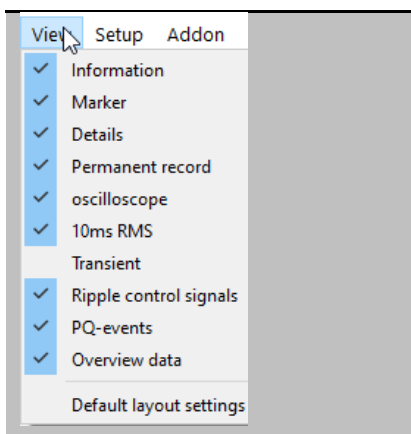 View Setup Addon
Information
Marker
Details
Permanent record
oscilloscope
10ms RMS
Transient
Ripple control signals
PQ-events
Overview data
Default layout settings